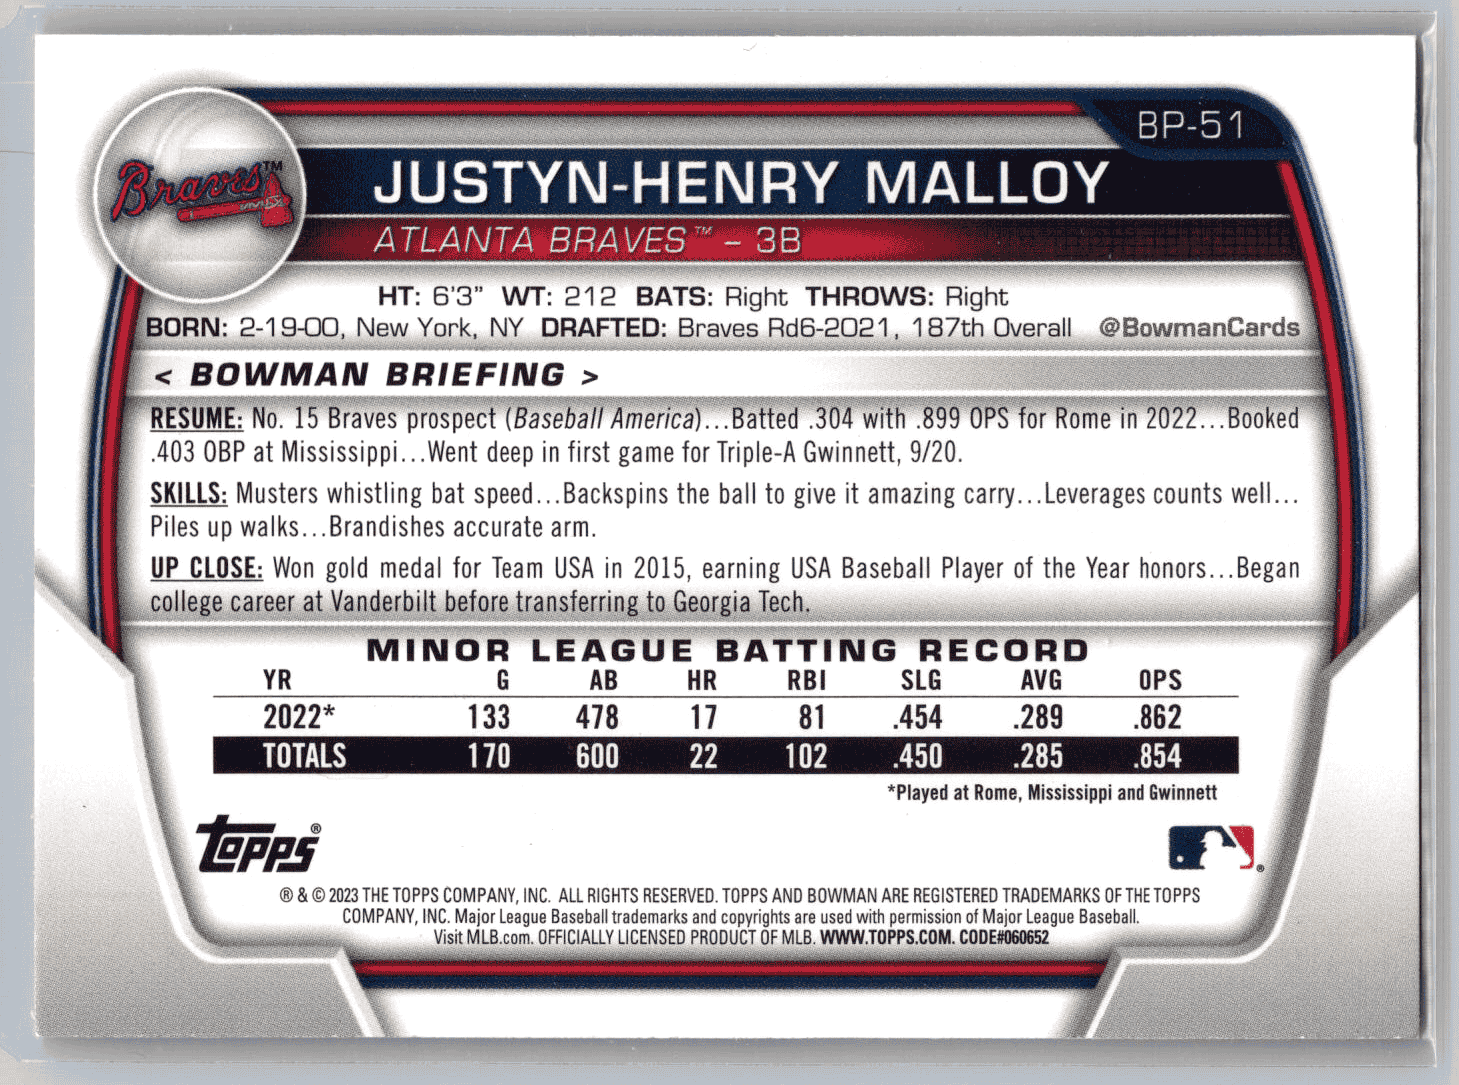 BP-51
Braves™
JUSTYN-HENRY MALLOY
ATLANTA BRAVES™ - 3B
HT: 6'3” WT: 212 BATS: Right THROWS: Right
BORN: 2-19-00, New York, NY DRAFTED: Braves Rd6-2021, 187th Overall @BowmanCards
< BOWMAN BRIEFING >
RESUME: No. 15 Braves prospect (Baseball America)...Batted .304 with .899 OPS for Rome in 2022...Booked
.403 OBP at Mississippi...Went deep in first game for Triple-A Gwinnett, 9/20.
SKILLS: Musters whistling bat speed...Backspins the ball to give it amazing carry...Leverages counts well...
Piles up walks...Brandishes accurate arm.
UP CLOSE: Won gold medal for Team USA in 2015, earning USA Baseball Player of the Year honors...Began
college career at Vanderbilt before transferring to Georgia Tech.
MINOR LEAGUE BATTING RECORD
YR G AB HR RBI SLG AVG OPS
2022* 133 478 17 81 .454 .289 .862
TOTALS 170 600 22 102 .450 .285 .854
*Played at Rome, Mississippi and Gwinnett
Topps®
®
® & © 2023 THE TOPPS COMPANY, INC. ALL RIGHTS RESERVED. TOPPS AND BOWMAN ARE REGISTERED TRADEMARKS OF THE TOPPS
COMPANY, INC. Major League Baseball trademarks and copyrights are used with permission of Major League Baseball.
Visit MLB.com. OFFICIALLY LICENSED PRODUCT OF MLB. WWW.TOPPS.COM. CODE#060652